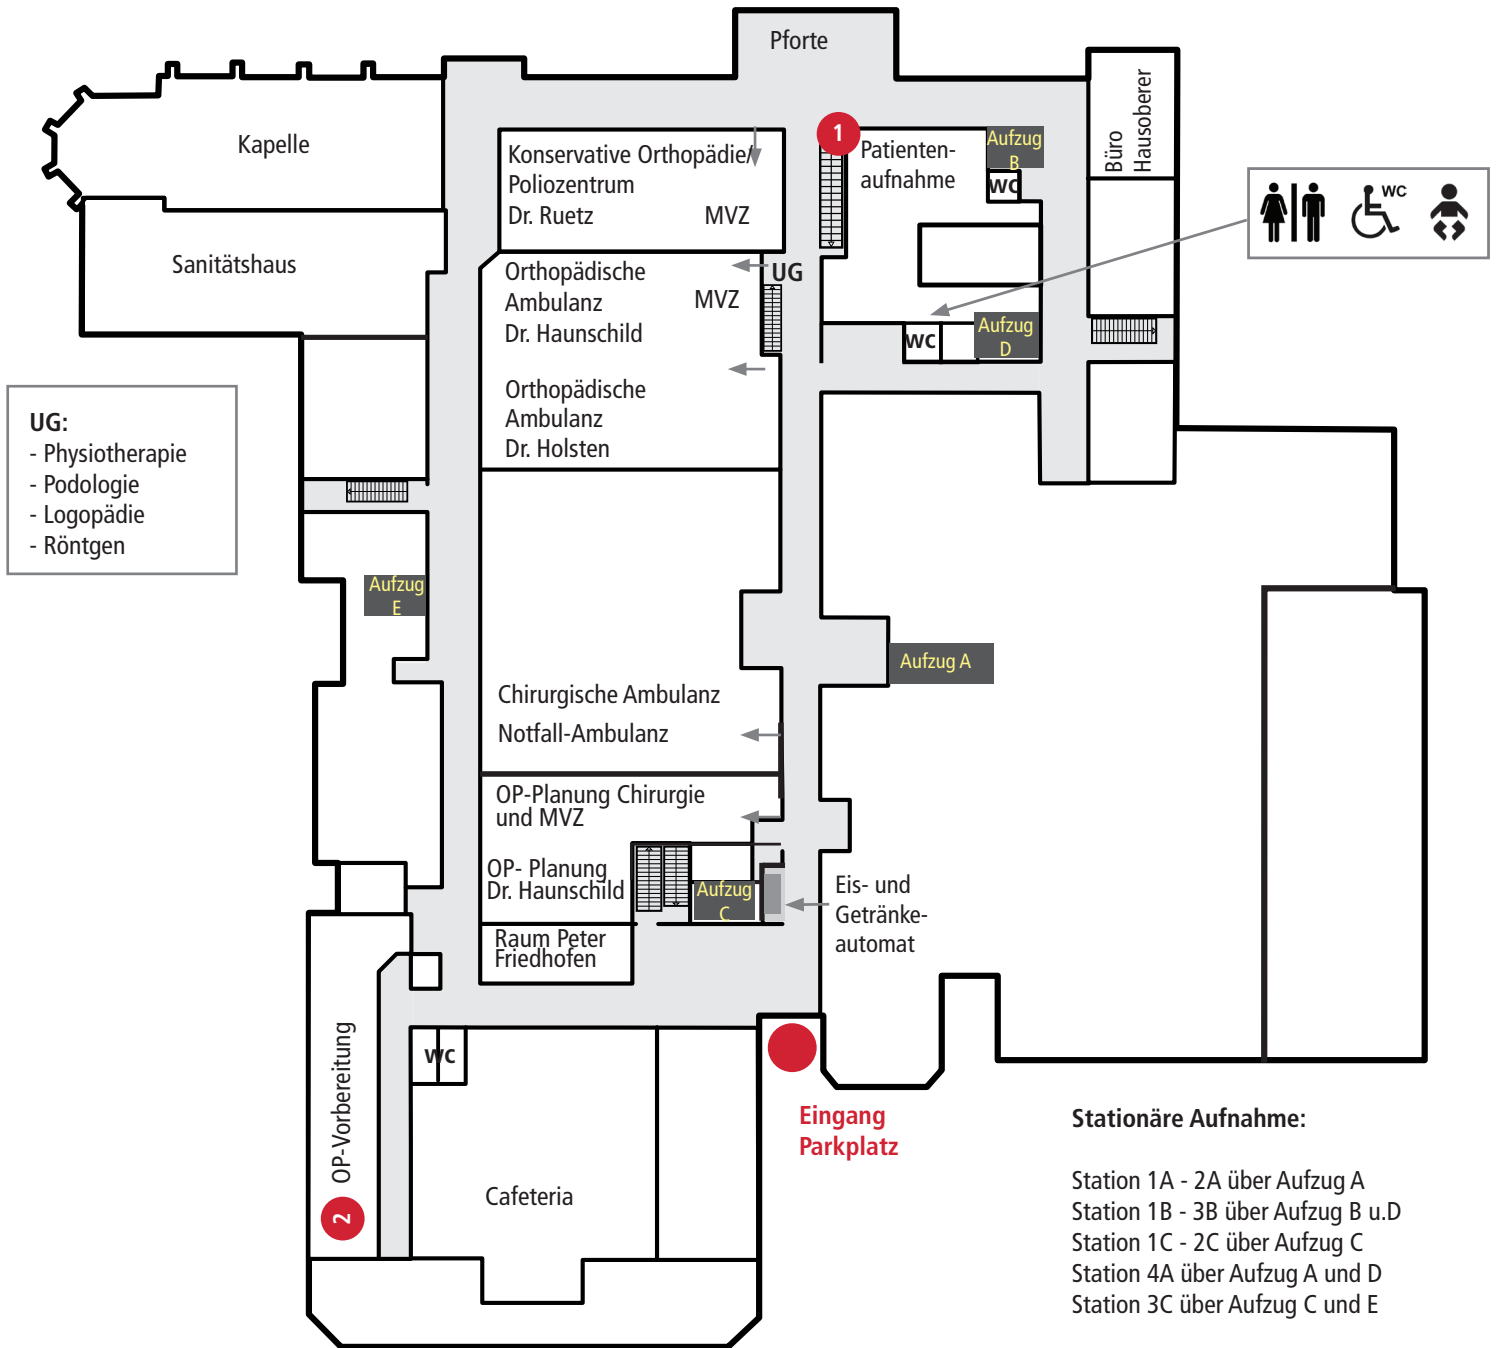 Pforte
Kapelle
Konservative Orthopädie/
Poliozentrum
Dr. Ruetz
MVZ
1
Patienten-
aufnahme
Aufzug
B
WC
Büro
Hausoberer
WC
Sanitätshaus
Orthopädische
Ambulanz
Dr. Haunschild
MVZ
UG
WC
Aufzug
D
Orthopädische
Ambulanz
Dr. Holsten
UG:
- Physiotherapie
- Podologie
- Logopädie
- Röntgen
Aufzug
E
Aufzug A
Chirurgische Ambulanz
Notfall-Ambulanz
OP-Planung Chirurgie
und MVZ
OP- Planung
Dr. Haunschild
Aufzug
C
Eis- und
Getränke-
automat
Raum Peter
Friedhofen
OP-Vorbereitung
2
WC
Cafeteria
Eingang
Parkplatz
Stationäre Aufnahme:
Station 1A - 2A über Aufzug A
Station 1B - 3B über Aufzug B u.D
Station 1C - 2C über Aufzug C
Station 4A über Aufzug A und D
Station 3C über Aufzug C und E